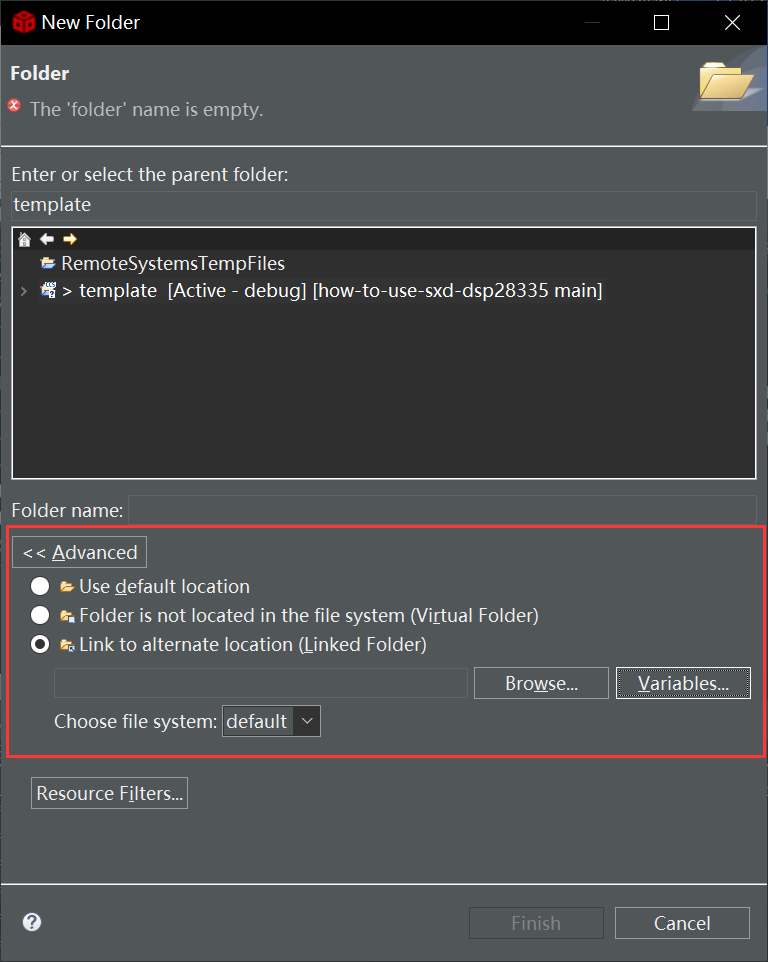 New Folder
Folder
The 'folder' name is empty.
Enter or select the parent folder:
template
RemoteSystemsTempFiles
> template [Active - debug] [how-to-use-sxd-dsp28335 main]
Folder name:
<< Advanced
Use default location
Folder is not located in the file system (Virtual Folder)
Link to alternate location (Linked Folder)
Browse... Variables...
Choose file system: default
Resource Filters...
Finish Cancel